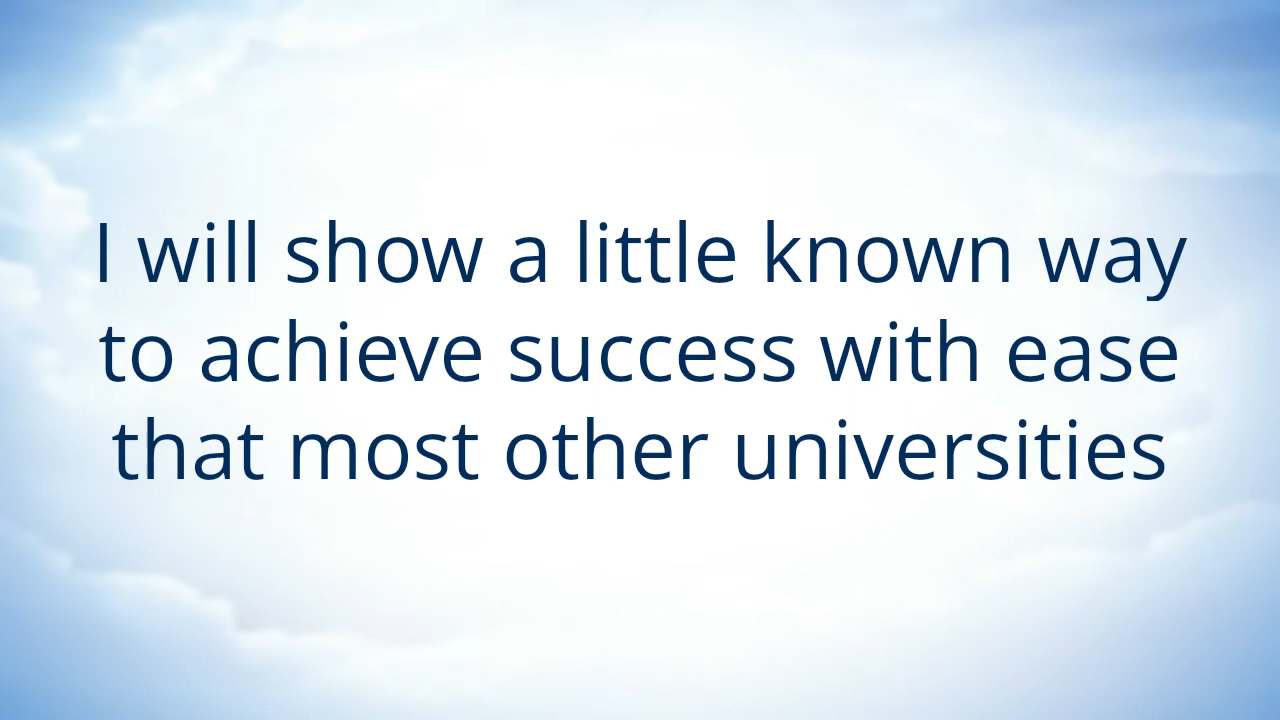 I will show a little known way
to achieve success with ease
that most other universities